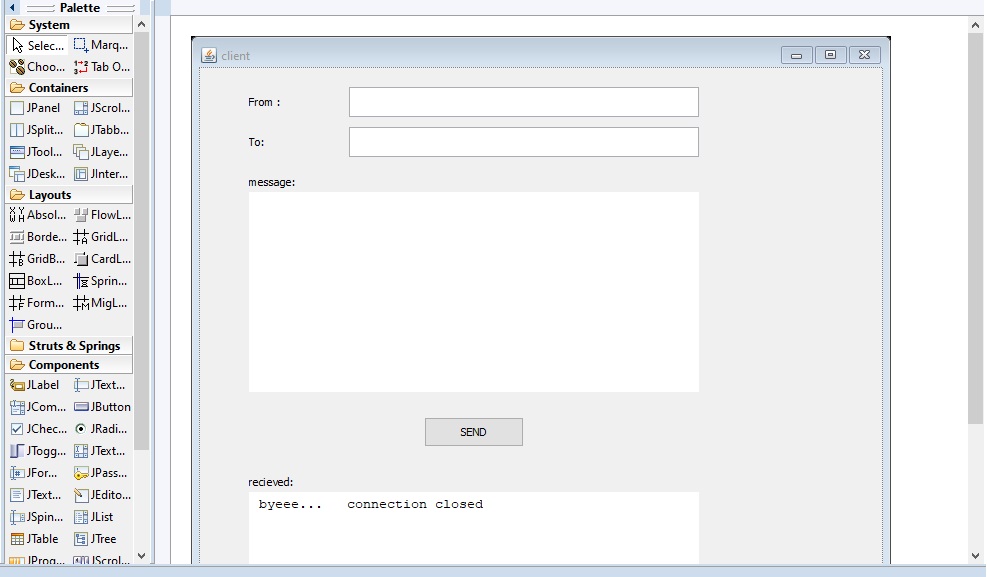 Palette
System
Selec... Marq...
Choo... Tab O...
Containers
JPanel JScrol...
JSplit... JTabb...
JTool... JLaye...
JDesk... JInter...
Layouts
Absol... FlowL...
Borde... GridL...
GridB... CardL...
BoxL... Sprin...
Form... MigL...
Grou...
Struts & Springs
Components
JLabel JText...
JCom... JButton
JChec... JRadi...
JTogg... JText...
JFor... JPass...
JText... JEdito...
JSpin... JList
JTable JTree
JProg... JScrol...
client
From :
To:
message:
SEND
recieved:
byeee... connection closed